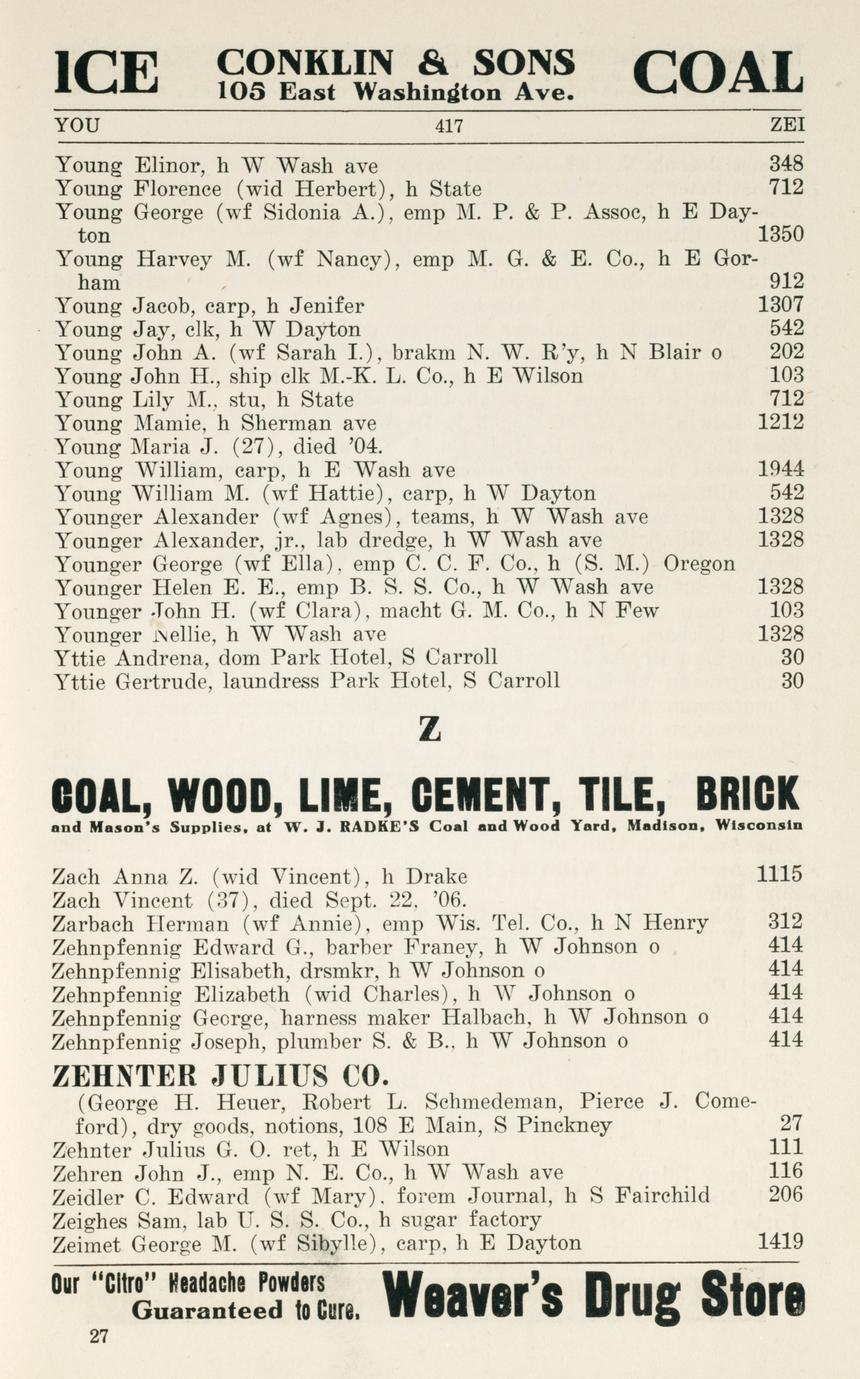 ICE CONKLIN & SONS COAL
105 East Washington Ave.
YOU 417 ZEI
Young Elinor, h W Wash ave 348
Young Florence (wid Herbert), h State 712
Young George (wf Sidonia A.), emp M. P. & P. Assoc, h E Day-
ton 1350
Young Harvey M. (wf Nancy), emp M. G. & E. Co., h E Gor-
ham 912
Young Jacob, carp, h Jenifer 1307
Young Jay, clk, h W Dayton 542
Young John A. (wf Sarah I.), brakm N. W. R'y, h N Blair o 202
Young John H., ship clk M.-K. L. Co., h E Wilson 103
Young Lily M., stu, h State 712
Young Mamie, h Sherman ave 1212
Young Maria J. (27), died '04.
Young William, carp, h E Wash ave 1944
Young William M. (wf Hattie), carp, h W Dayton 542
Younger Alexander (wf Agnes), teams, h W Wash ave 1328
Younger Alexander, jr., lab dredge, h W Wash ave 1328
Younger George (wf Ella), emp C. C. F. Co., h (S. M.) Oregon
Younger Helen E. E., emp B. S. S. Co., h W Wash ave 1328
Younger John H. (wf Clara), macht G. M. Co., h N Few 103
Younger Nellie, h W Wash ave 1328
Yttie Andrena, dom Park Hotel, S Carroll 30
Yttie Gertrude, laundress Park Hotel, S Carroll 30
Z
COAL, WOOD, LIME, CEMENT, TILE, BRICK
and Mason's Supplies, at W. J. RADKE'S Coal and Wood Yard, Madison, Wisconsin
Zach Anna Z. (wid Vincent), h Drake 1115
Zach Vincent (37), died Sept. 22, '06.
Zarbach Herman (wf Annie), emp Wis. Tel. Co., h N Henry 312
Zehnpfennig Edward G., barber Franey, h W Johnson o 414
Zehnpfennig Elisabeth, drsmkr, h W Johnson o 414
Zehnpfennig Elizabeth (wid Charles), h W Johnson o 414
Zehnpfennig George, harness maker Halbach, h W Johnson o 414
Zehnpfennig Joseph, plumber S. & B., h W Johnson o 414
ZEHNTER JULIUS CO.
(George H. Heuer, Robert L. Schmedeman, Pierce J. Come-
ford), dry goods, notions, 108 E Main, S Pinckney 27
Zehnter Julius G. O. ret, h E Wilson 111
Zehren John J., emp N. E. Co., h W Wash ave 116
Zeidler C. Edward (wf Mary), forem Journal, h S Fairchild 206
Zeighes Sam, lab U. S. S. Co., h sugar factory
Zeimet George M. (wf Sibylle), carp, h E Dayton 1419
Our "Citro" Headache Powders
Guaranteed to Cure. Weaver's Drug Store
27